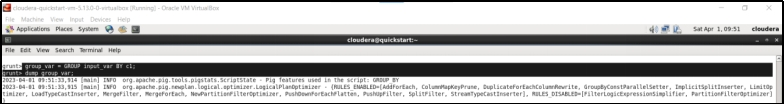 cloudera-quickstart-vm-5.13.0-0-virtualbox [Running] - Oracle VM VirtualBox
File Machine View Input Devices Help
Applications Places System Sat Apr 1, 09:51 cloudera
cloudera@quickstart:~
File Edit View Search Terminal Help
grunt> group_var = GROUP input_var BY c1;
grunt> dump group_var;
2023-04-01 09:51:33,914 [main] INFO org.apache.pig.tools.pigstats.ScriptState - Pig features used in the script: GROUP_BY
2023-04-01 09:51:33,915 [main] INFO org.apache.pig.newplan.logical.optimizer.LogicalPlanOptimizer - {RULES_ENABLED=[AddForEach, ColumnMapKeyPrune, DuplicateForEachColumnRewrite, GroupByConstParallelSetter, ImplicitSplitInserter, LimitOp
timizer, LoadTypeCastInserter, MergeFilter, MergeForEach, NewPartitionFilterOptimizer, PushDownForEachFlatten, PushUpFilter, SplitFilter, StreamTypeCastInserter], RULES_DISABLED=[FilterLogicExpressionSimplifier, PartitionFilterOptimizer]
}